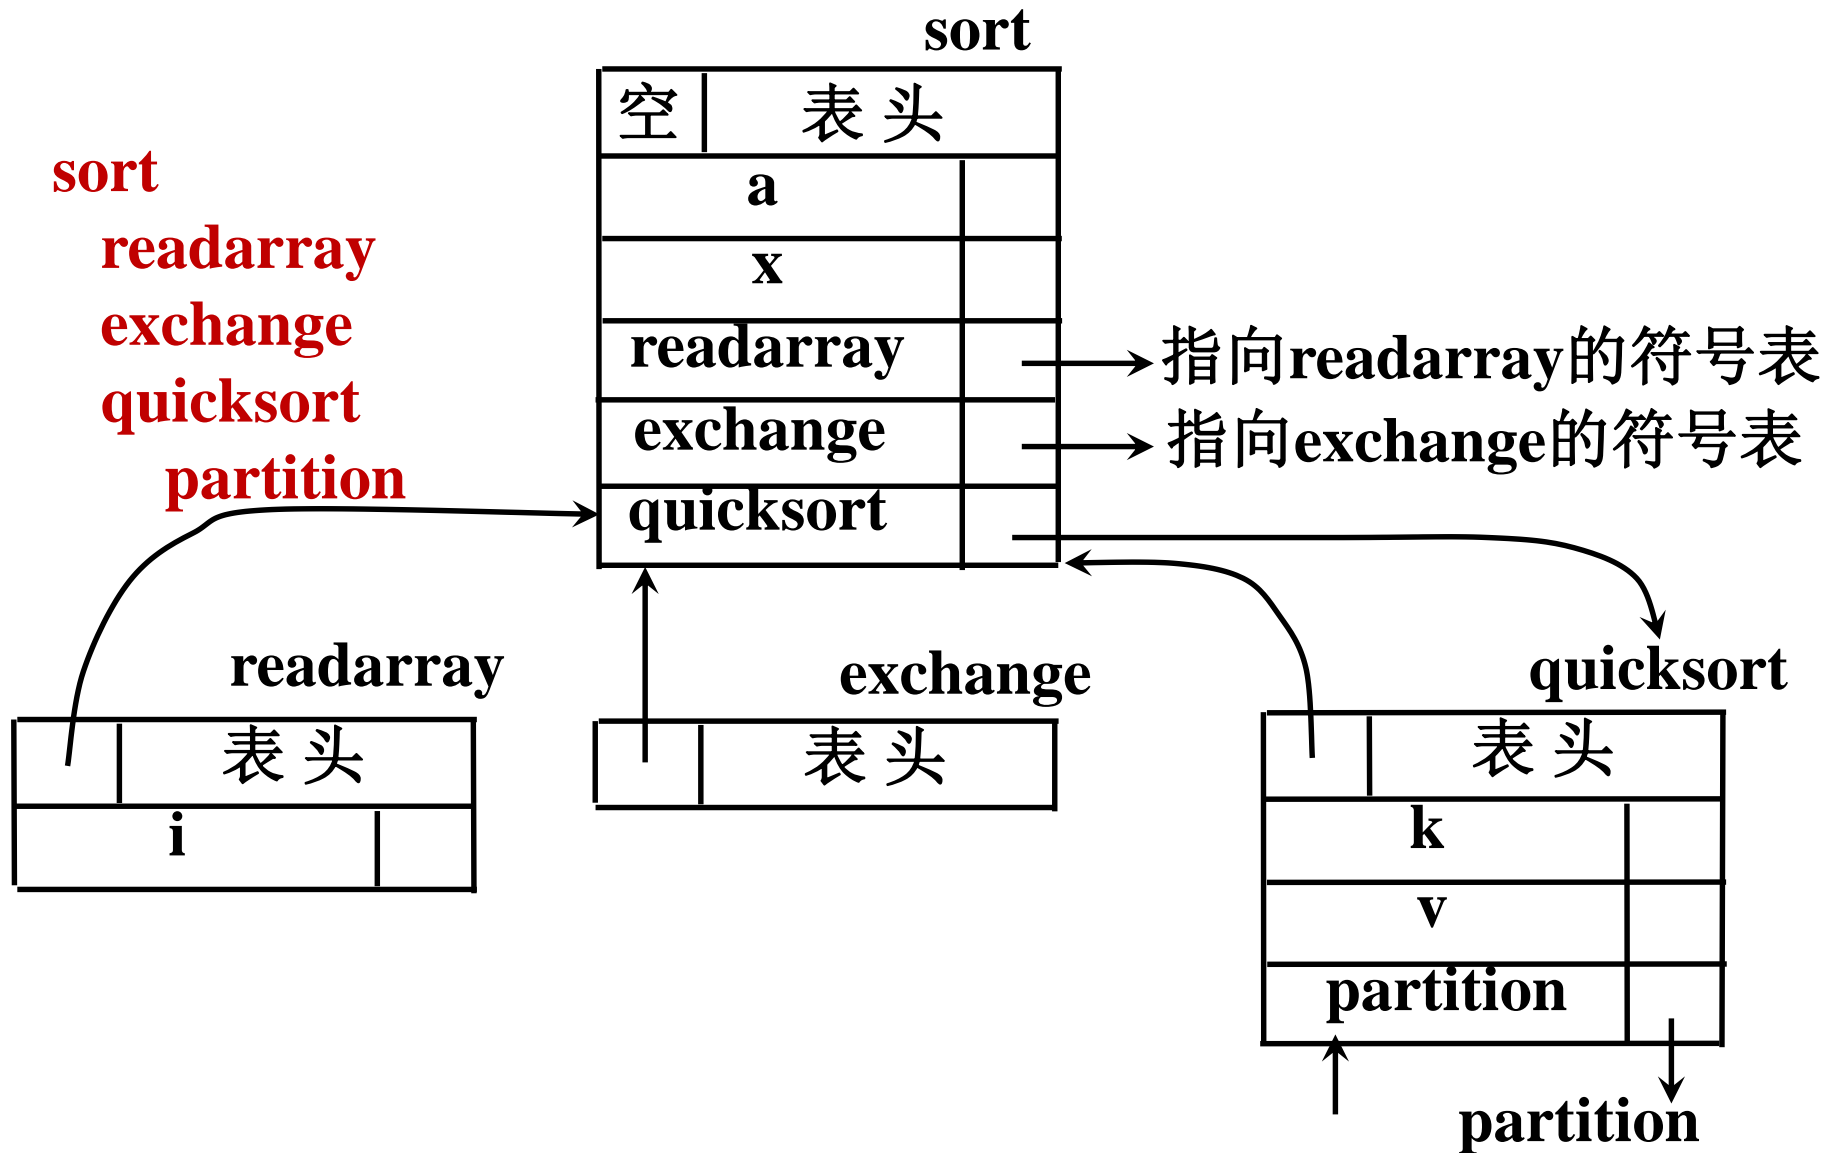 sort
空 表 头
a
x
readarray
exchange
quicksort
sort
readarray
exchange
quicksort
partition
指向readarray的符号表
指向exchange的符号表
readarray
表 头
i
exchange
表 头
quicksort
表 头
k
v
partition
partition